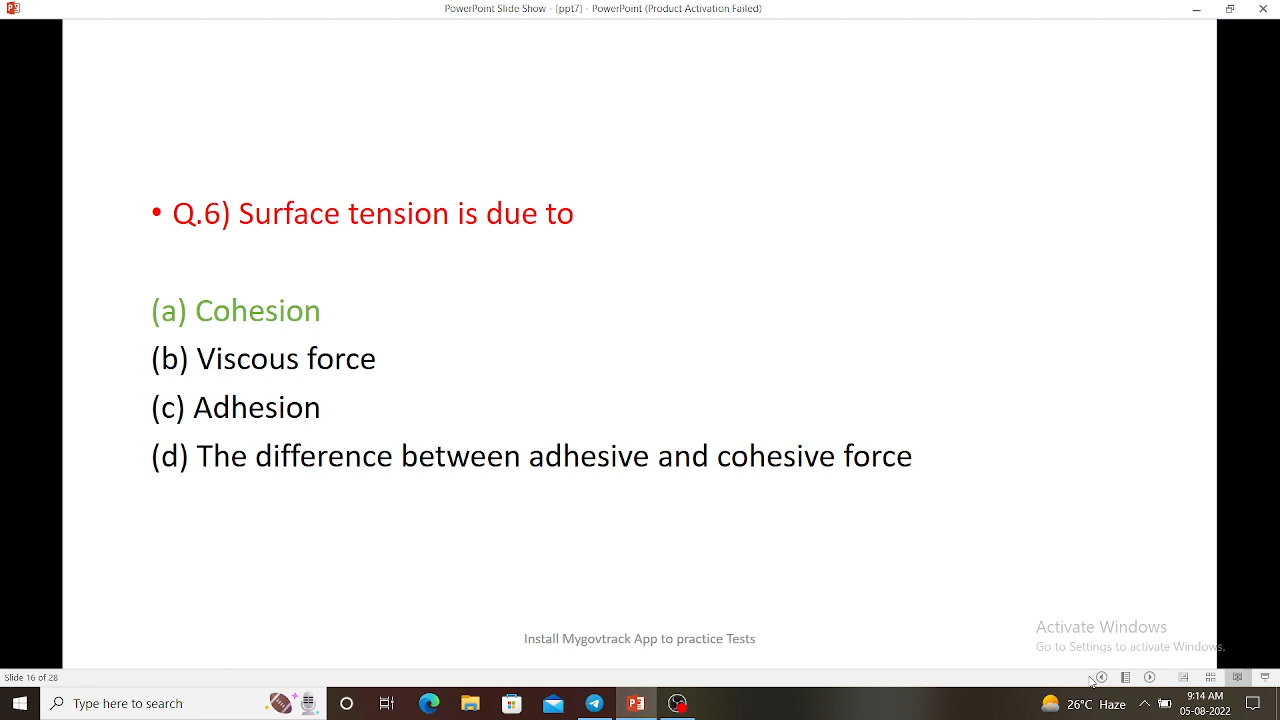 PowerPoint Slide Show - [ppt7] - PowerPoint (Product Activation Failed)
• Q.6) Surface tension is due to
(a) Cohesion
(b) Viscous force
(c) Adhesion
(d) The difference between adhesive and cohesive force
Install Mygovtrack App to practice Tests
Activate Windows
Go to Settings to activate Windows.
Slide 16 of 28
Type here to search
26°C Haze
9:14 AM
05-08-2022